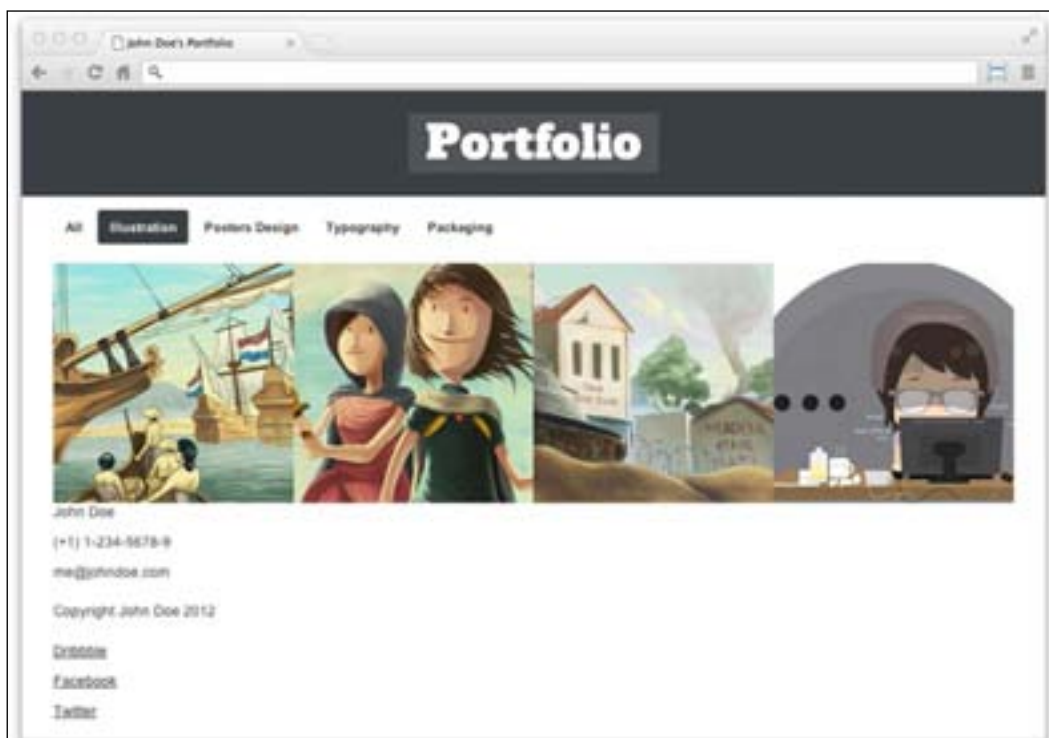 John Doe's Portfolio
Portfolio
All Illustration Posters Design Typography Packaging
John Doe
(+1) 1-234-5678-9
me@johndoe.com
Copyright John Doe 2012
Dribbble
Facebook
Twitter